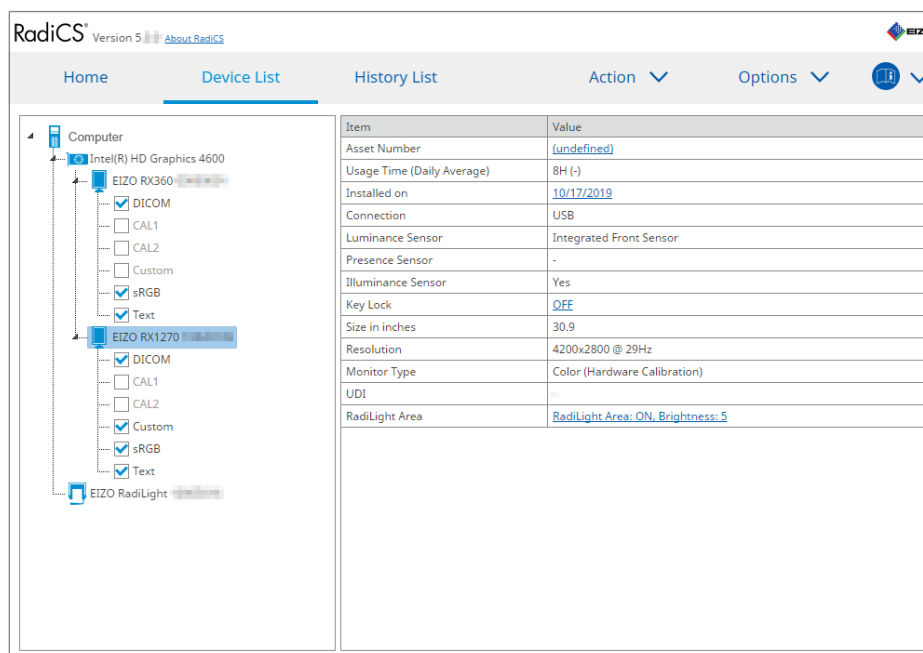 RadiCS® Version 5. About RadiCS
EIZ
Home Device List History List Action Options
Computer
Intel(R) HD Graphics 4600
EIZO RX360
DICOM
CAL1
CAL2
Custom
sRGB
Text
EIZO RX1270
DICOM
CAL1
CAL2
Custom
sRGB
Text
EIZO RadiLight
Item Value
Asset Number (undefined)
Usage Time (Daily Average) 8H (-)
Installed on 10/17/2019
Connection USB
Luminance Sensor Integrated Front Sensor
Presence Sensor -
Illuminance Sensor Yes
Key Lock OFF
Size in inches 30.9
Resolution 4200x2800 @ 29Hz
Monitor Type Color (Hardware Calibration)
UDI
RadiLight Area RadiLight Area: ON, Brightness: 5